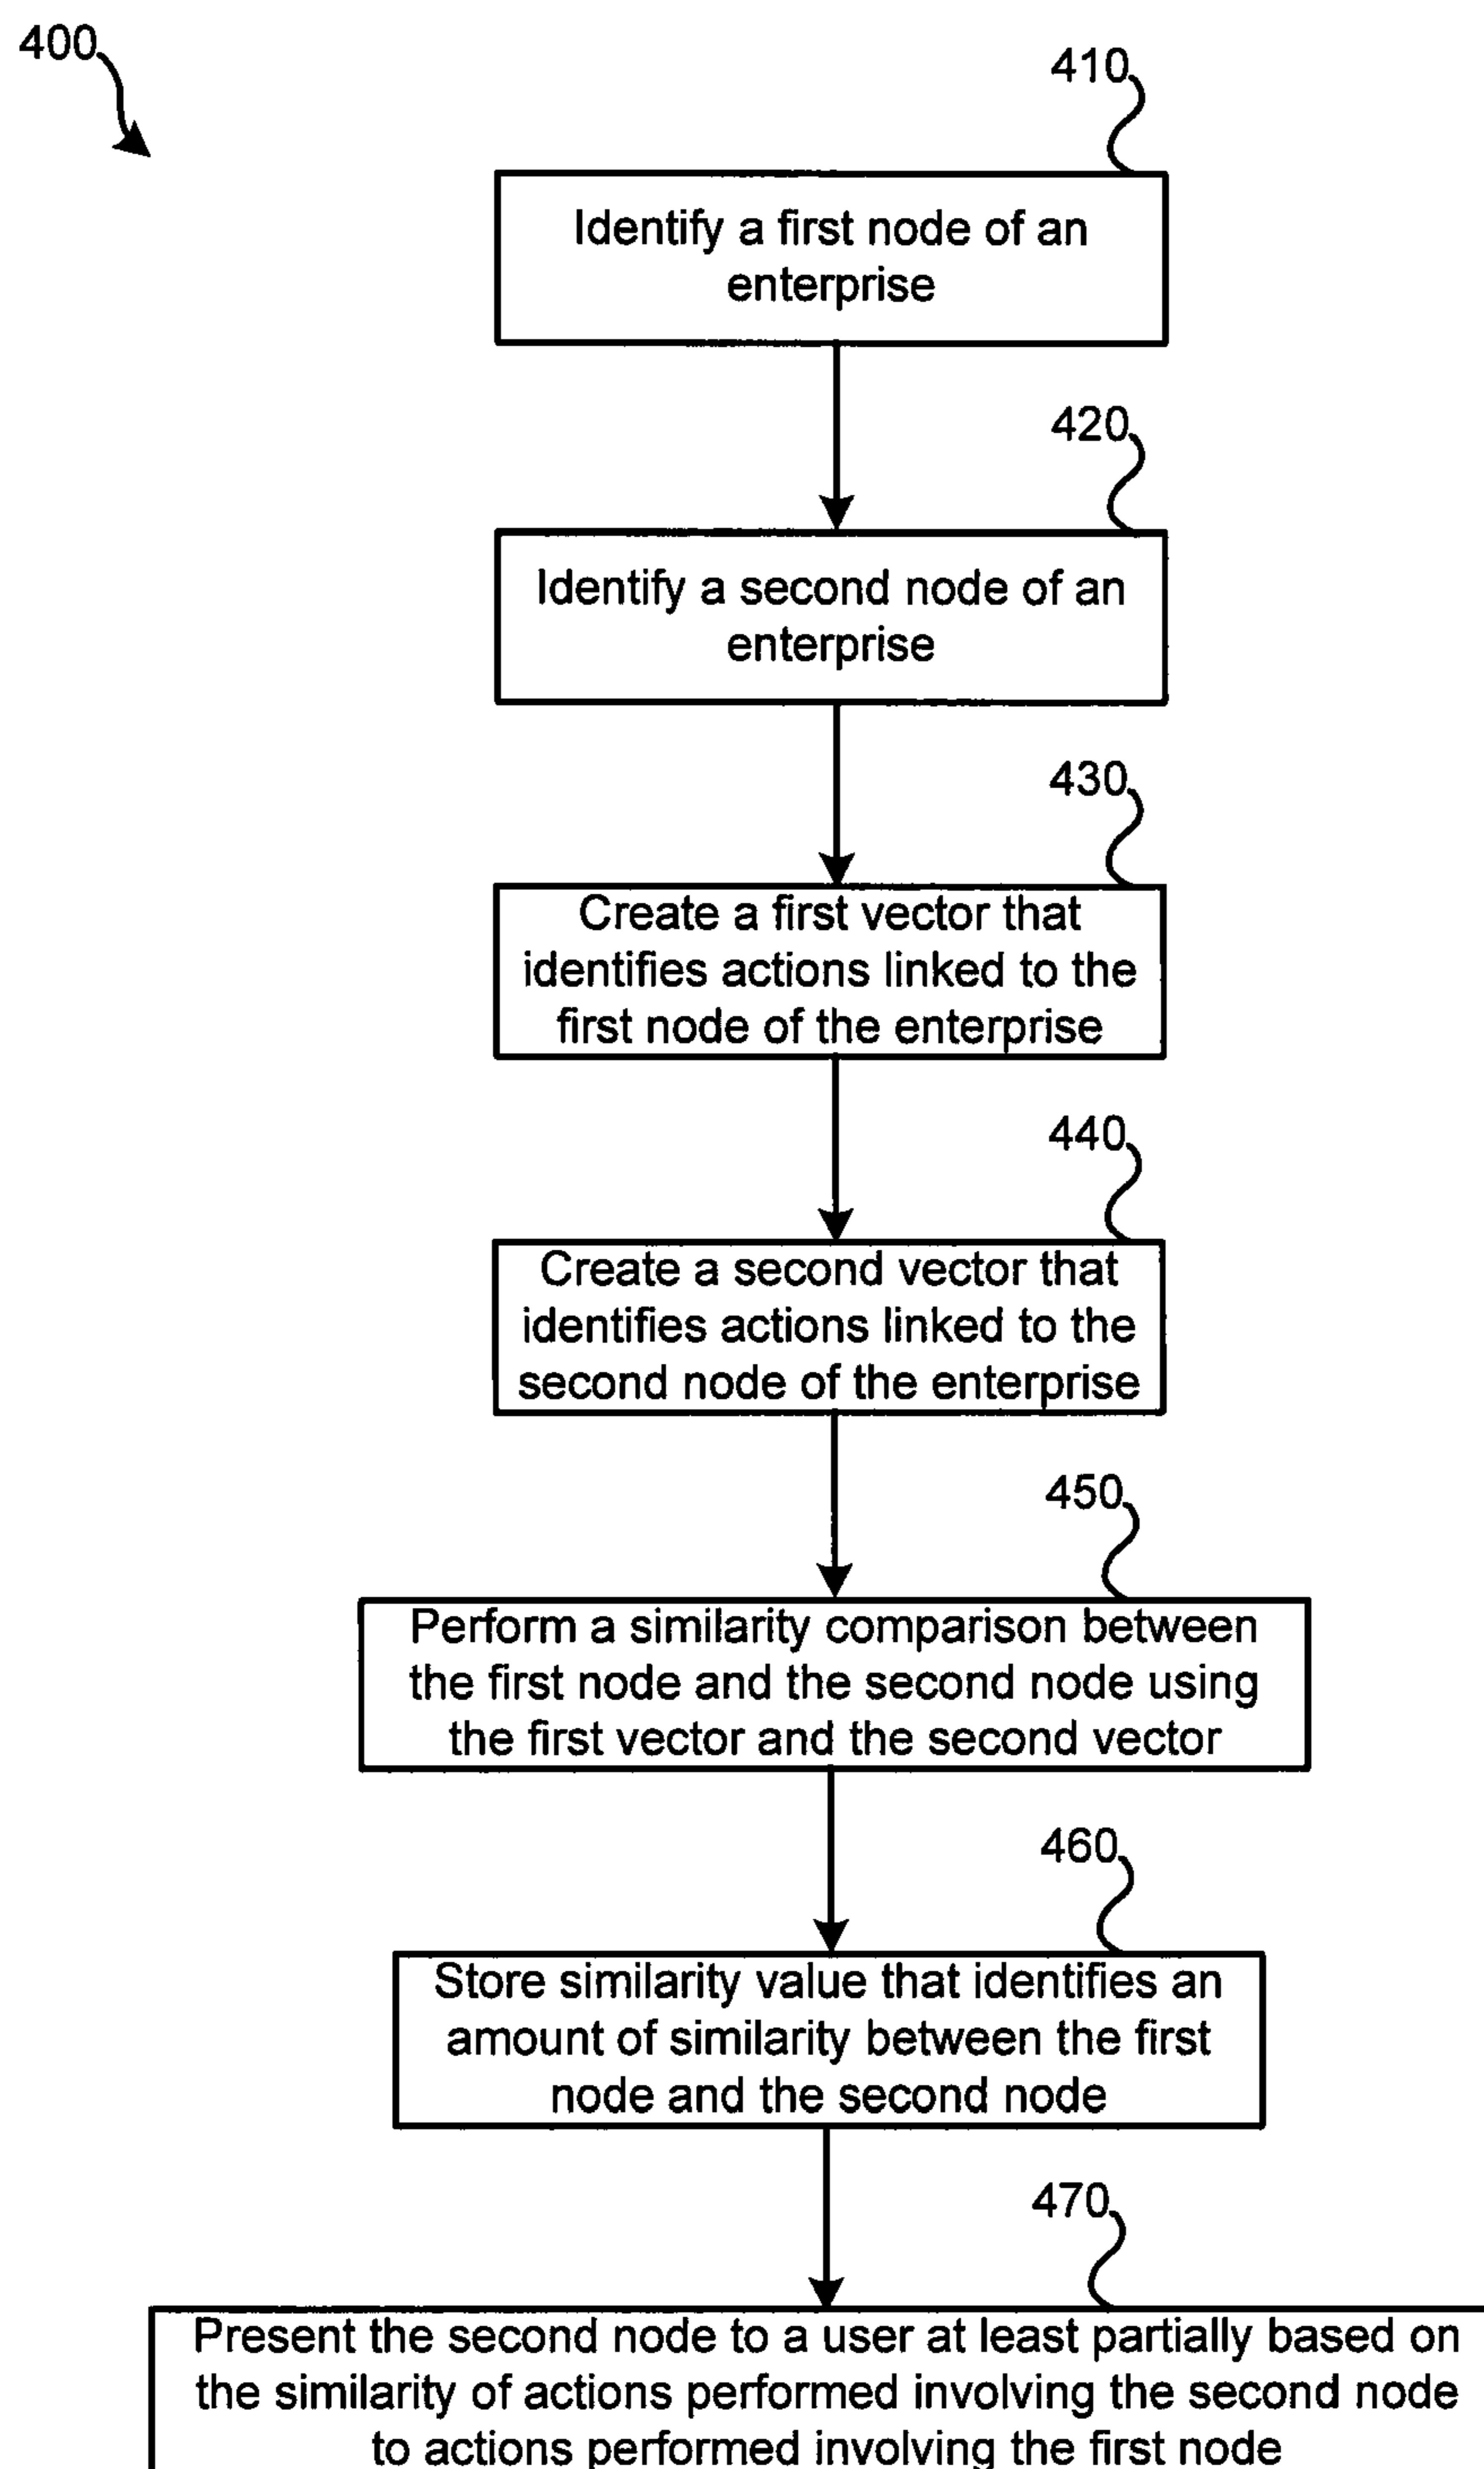 400
410
Identify a first node of an
enterprise
420
Identify a second node of an
enterprise
430
Create a first vector that
identifies actions linked to the
first node of the enterprise
440
Create a second vector that
identifies actions linked to the
second node of the enterprise
450
Perform a similarity comparison between
the first node and the second node using
the first vector and the second vector
460
Store similarity value that identifies an
amount of similarity between the first
node and the second node
470
Present the second node to a user at least partially based on
the similarity of actions performed involving the second node
to actions performed involving the first node